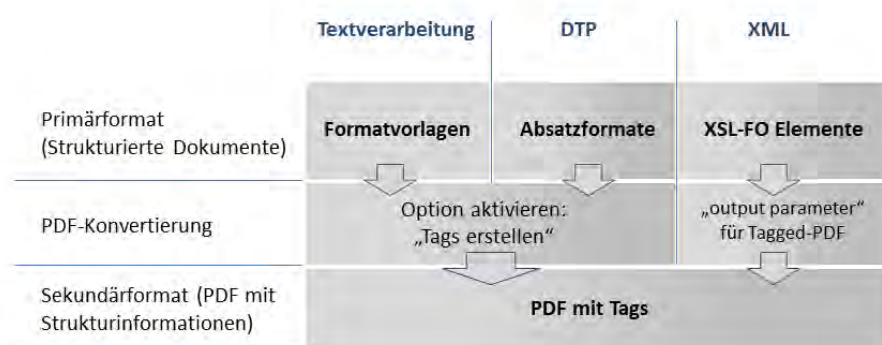 Textverarbeitung DTP XML
Primärformat
(Strukturierte Dokumente)
Formatvorlagen Absatzformate XSL-FO Elemente
PDF-Konvertierung
Option aktivieren:
„Tags erstellen“
„output parameter“
für Tagged-PDF
Sekundärformat (PDF mit
Strukturinformationen)
PDF mit Tags